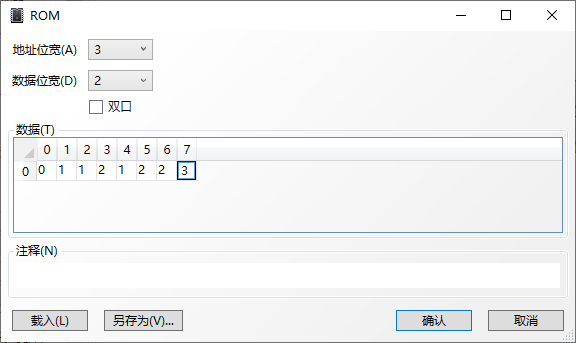 ROM
地址位宽(A) 3
数据位宽(D) 2
双口
数据(T)
0 1 2 3 4 5 6 7
0 0 1 1 2 1 2 2 3
注释(N)
载入(L) 另存为(V)... 确认 取消